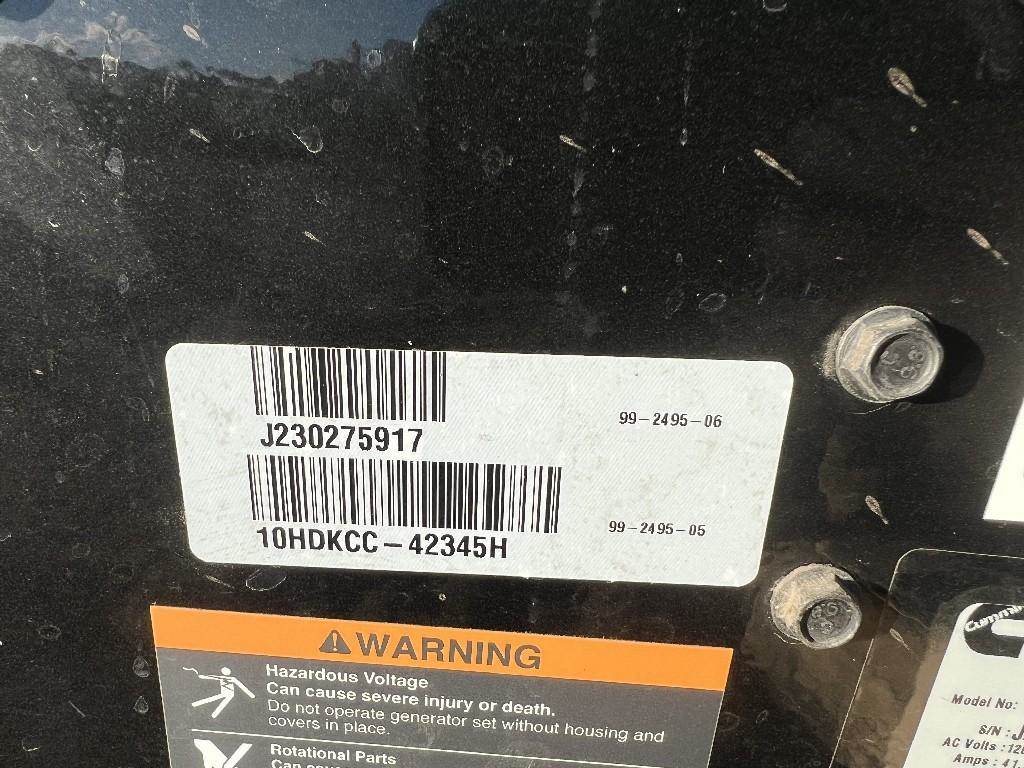 J230275917
99-2495-06
10HDKCC-42345H
99-2495-05
WARNING
Hazardous Voltage
Can cause severe injury or death.
Do not operate generator set without housing and
covers in place.
Rotational Parts
Model No:
S/N : J
AC Volts :
Amps : 41.